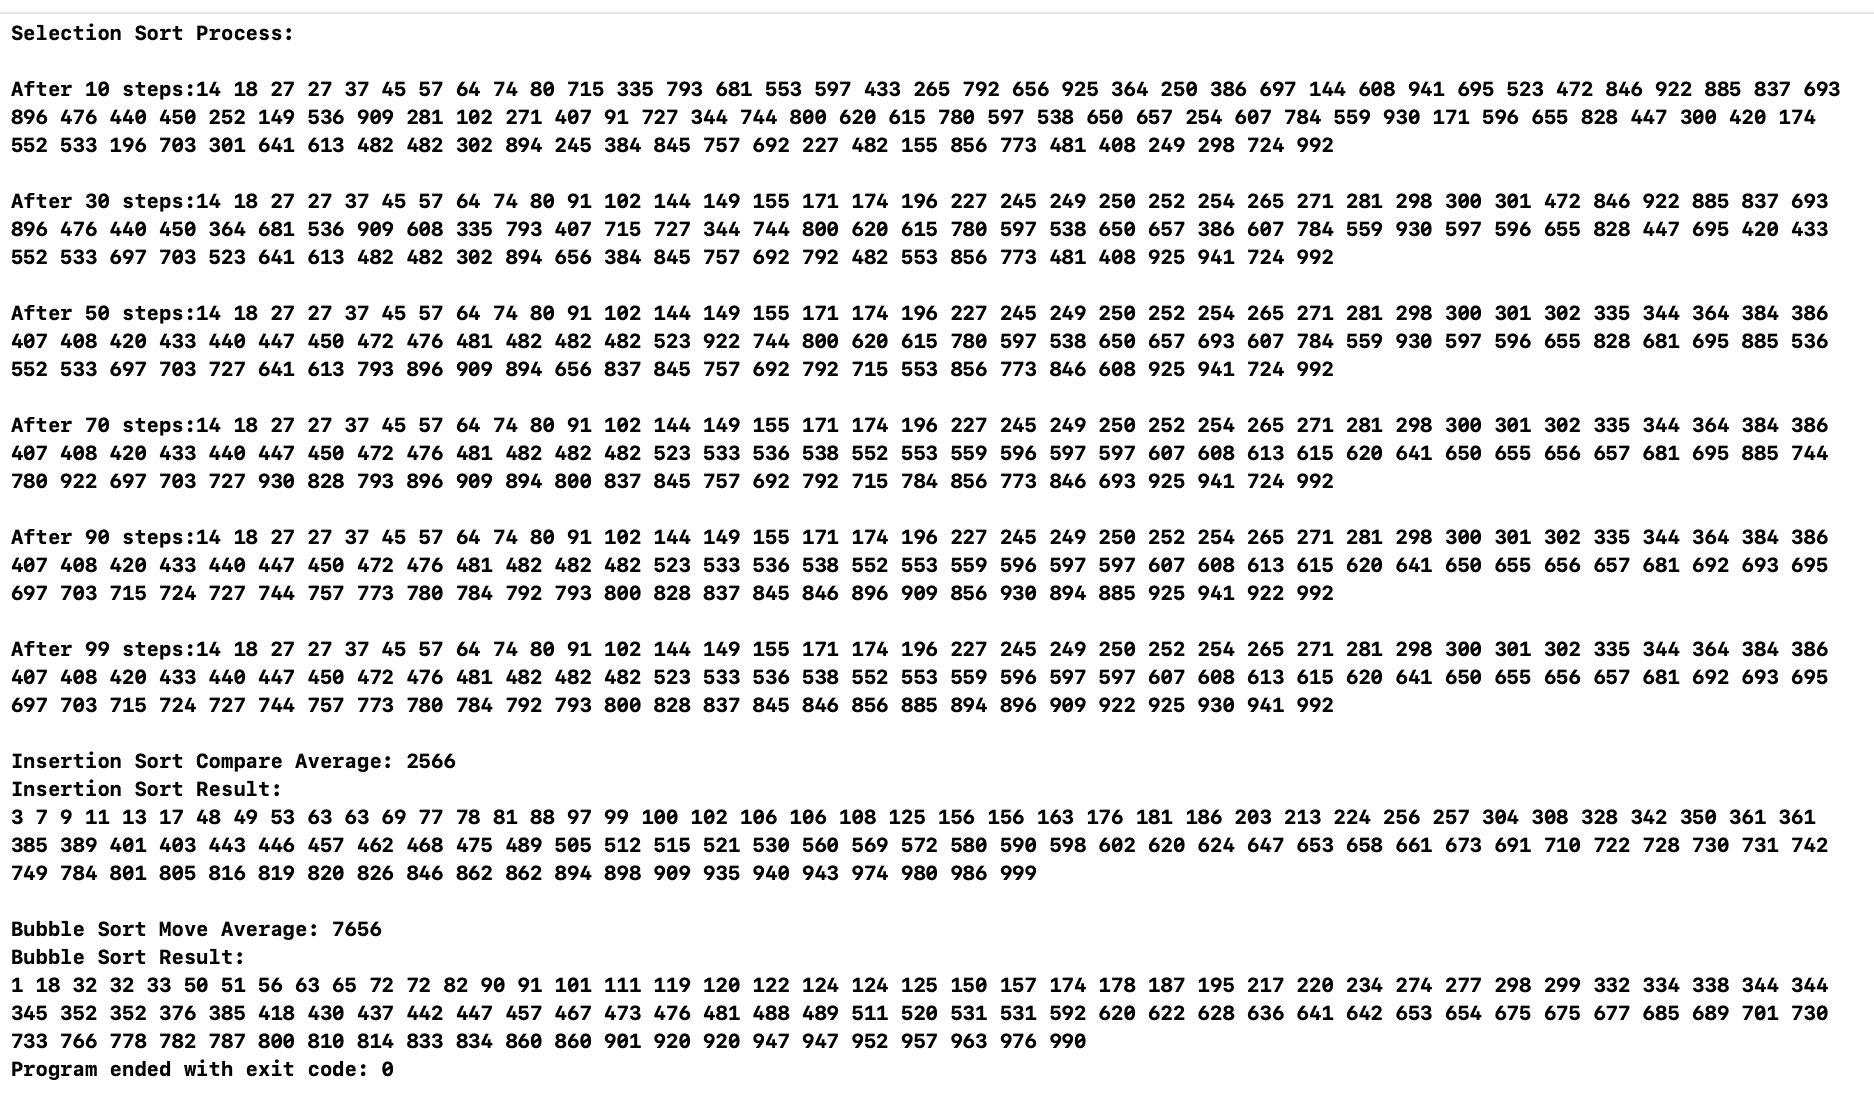 Selection Sort Process:
After 10 steps:14 18 27 27 37 45 57 64 74 80 715 335 793 681 553 597 433 265 792 656 925 364 250 386 697 144 608 941 695 523 472 846 922 885 837 693
896 476 440 450 252 149 536 909 281 102 271 407 91 727 344 744 800 620 615 780 597 538 650 657 254 607 784 559 930 171 596 655 828 447 300 420 174
552 533 196 703 301 641 613 482 482 302 894 245 384 845 757 692 227 482 155 856 773 481 408 249 298 724 992
After 30 steps:14 18 27 27 37 45 57 64 74 80 91 102 144 149 155 171 174 196 227 245 249 250 252 254 265 271 281 298 300 301 472 846 922 885 837 693
896 476 440 450 364 681 536 909 608 335 793 407 715 727 344 744 800 620 615 780 597 538 650 657 386 607 784 559 930 597 596 655 828 447 695 420 433
552 533 697 703 523 641 613 482 482 302 894 656 384 845 757 692 792 482 553 856 773 481 408 925 941 724 992
After 50 steps:14 18 27 27 37 45 57 64 74 80 91 102 144 149 155 171 174 196 227 245 249 250 252 254 265 271 281 298 300 301 302 335 344 364 384 386
407 408 420 433 440 447 450 472 476 481 482 482 482 523 922 744 800 620 615 780 597 538 650 657 693 607 784 559 930 597 596 655 828 681 695 885 536
552 533 697 703 727 641 613 793 896 909 894 656 837 845 757 692 792 715 553 856 773 846 608 925 941 724 992
After 70 steps:14 18 27 27 37 45 57 64 74 80 91 102 144 149 155 171 174 196 227 245 249 250 252 254 265 271 281 298 300 301 302 335 344 364 384 386
407 408 420 433 440 447 450 472 476 481 482 482 482 523 533 536 538 552 553 559 596 597 597 607 608 613 615 620 641 650 655 656 657 681 695 885 744
780 922 697 703 727 930 828 793 896 909 894 800 837 845 757 692 792 715 784 856 773 846 693 925 941 724 992
After 90 steps:14 18 27 27 37 45 57 64 74 80 91 102 144 149 155 171 174 196 227 245 249 250 252 254 265 271 281 298 300 301 302 335 344 364 384 386
407 408 420 433 440 447 450 472 476 481 482 482 482 523 533 536 538 552 553 559 596 597 597 607 608 613 615 620 641 650 655 656 657 681 692 693 695
697 703 715 724 727 744 757 773 780 784 792 793 800 828 837 845 846 896 909 856 930 894 885 925 941 922 992
After 99 steps:14 18 27 27 37 45 57 64 74 80 91 102 144 149 155 171 174 196 227 245 249 250 252 254 265 271 281 298 300 301 302 335 344 364 384 386
407 408 420 433 440 447 450 472 476 481 482 482 482 523 533 536 538 552 553 559 596 597 597 607 608 613 615 620 641 650 655 656 657 681 692 693 695
697 703 715 724 727 744 757 773 780 784 792 793 800 828 837 845 846 856 885 894 896 909 922 925 930 941 992
Insertion Sort Compare Average: 2566
Insertion Sort Result:
3 7 9 11 13 17 48 49 53 63 63 69 77 78 81 88 97 99 100 102 106 106 108 125 156 156 163 176 181 186 203 213 224 256 257 304 308 328 342 350 361 361
385 389 401 403 443 446 457 462 468 475 489 505 512 515 521 530 560 569 572 580 590 598 602 620 624 647 653 658 661 673 691 710 722 728 730 731 742
749 784 801 805 816 819 820 826 846 862 862 894 898 909 935 940 943 974 980 986 999
Bubble Sort Move Average: 7656
Bubble Sort Result:
1 18 32 32 33 50 51 56 63 65 72 72 82 90 91 101 111 119 120 122 124 124 125 150 157 174 178 187 195 217 220 234 274 277 298 299 332 334 338 344 344
345 352 352 376 385 418 430 437 442 447 457 467 473 476 481 488 489 511 520 531 531 592 620 622 628 636 641 642 653 654 675 675 677 685 689 701 730
733 766 778 782 787 800 810 814 833 834 860 860 901 920 920 947 947 952 957 963 976 990
Program ended with exit code: 0